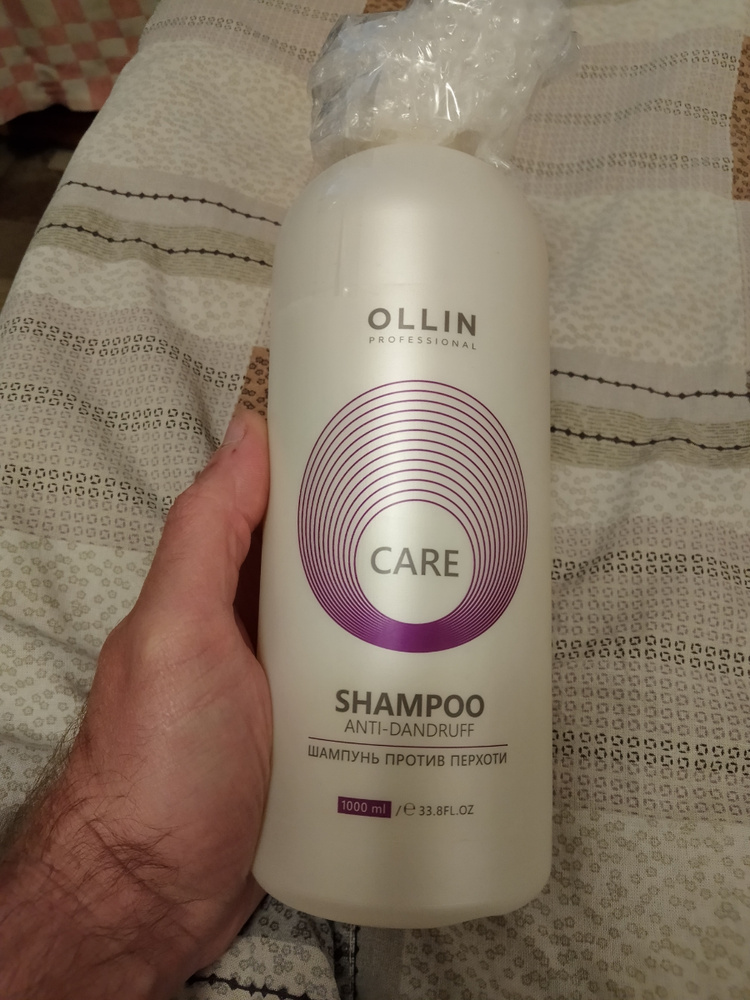 OLLIN
PROFESSIONAL
CARE
SHAMPOO
ANTI-DANDRUFF
ШАМПУНЬ ПРОТИВ ПЕРХОТИ
1000 ml / ℮ 33.8FL.OZ